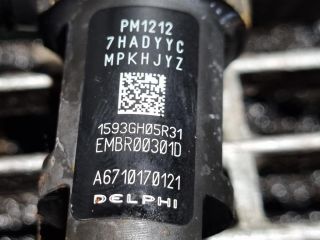 PM1212
7HADYYC
MPKHJYZ
1593GH05R31
EMBR00301D
A6710170121
DELPHI